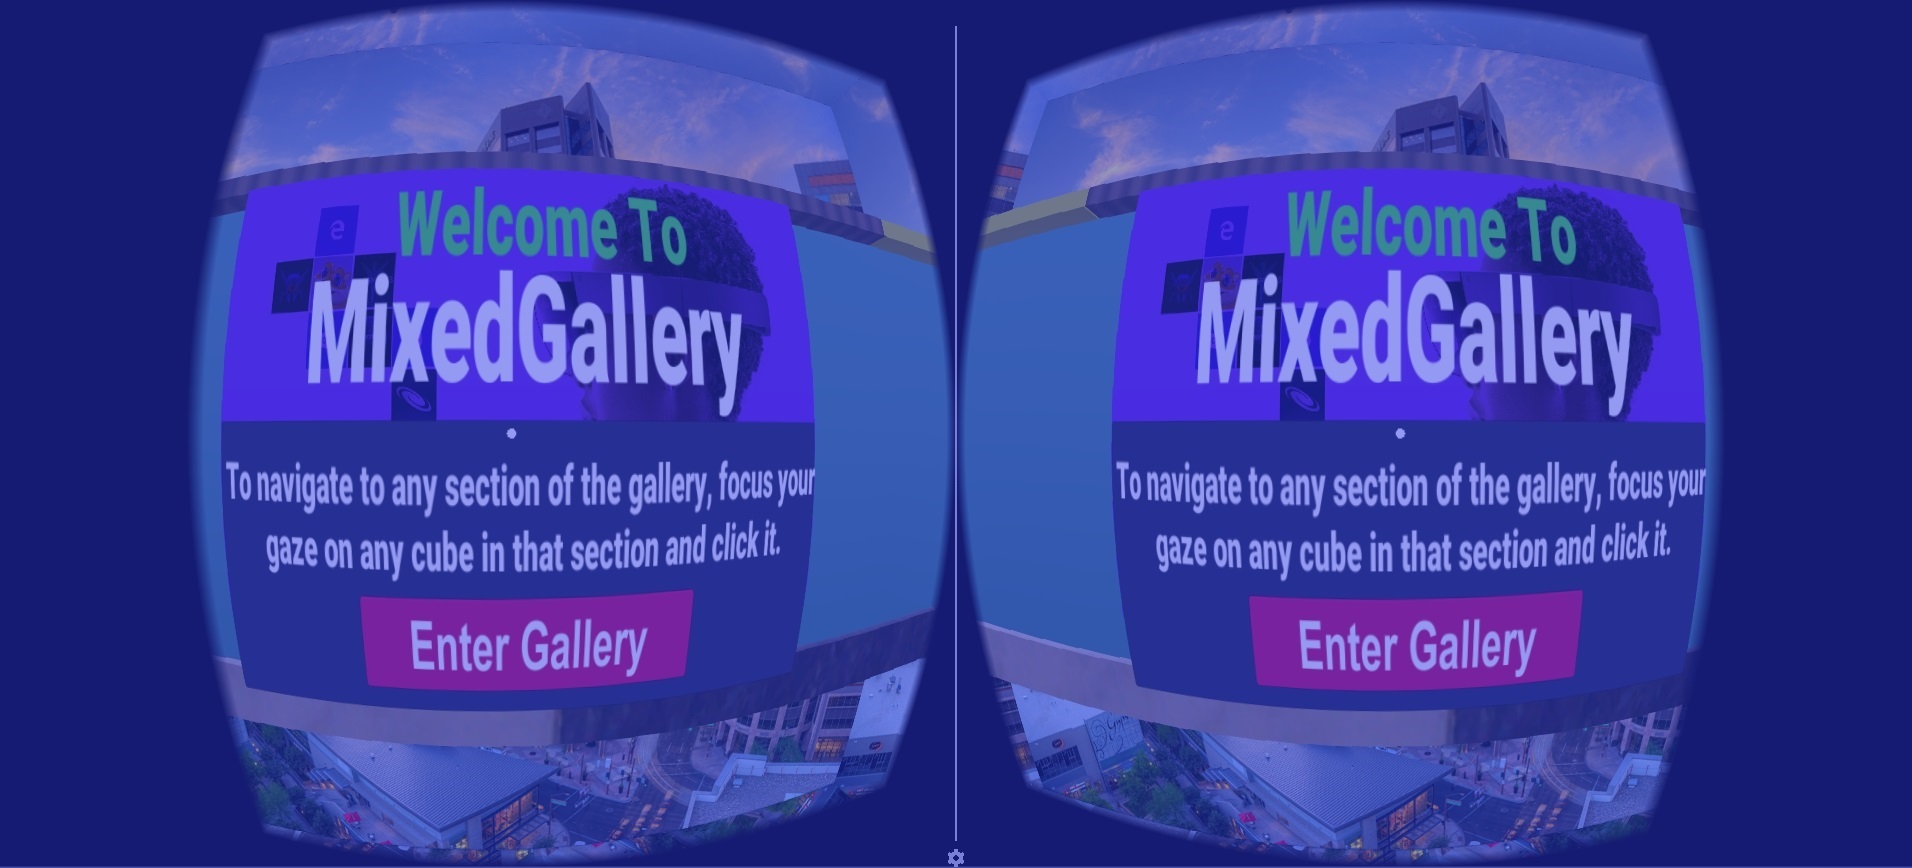 Welcome To
MixedGallery
To navigate to any section of the gallery, focus your
gaze on any cube in that section and click it.
Enter Gallery
Welcome To
MixedGallery
To navigate to any section of the gallery, focus your
gaze on any cube in that section and click it.
Enter Gallery